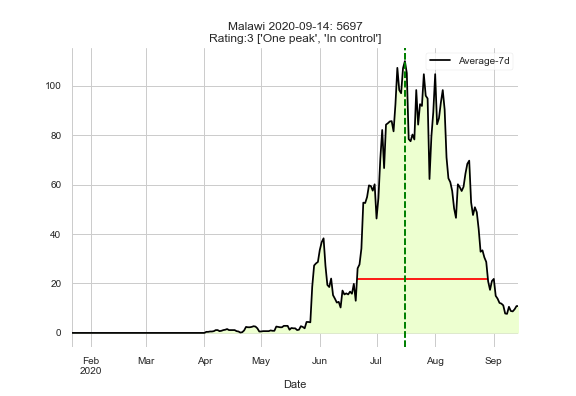 Malawi 2020-09-14: 5697
Rating:3 ['One peak', 'In control']
Average-7d
100
80
60
40
20
0
Feb Mar Apr May Jun Jul Aug Sep
2020
Date